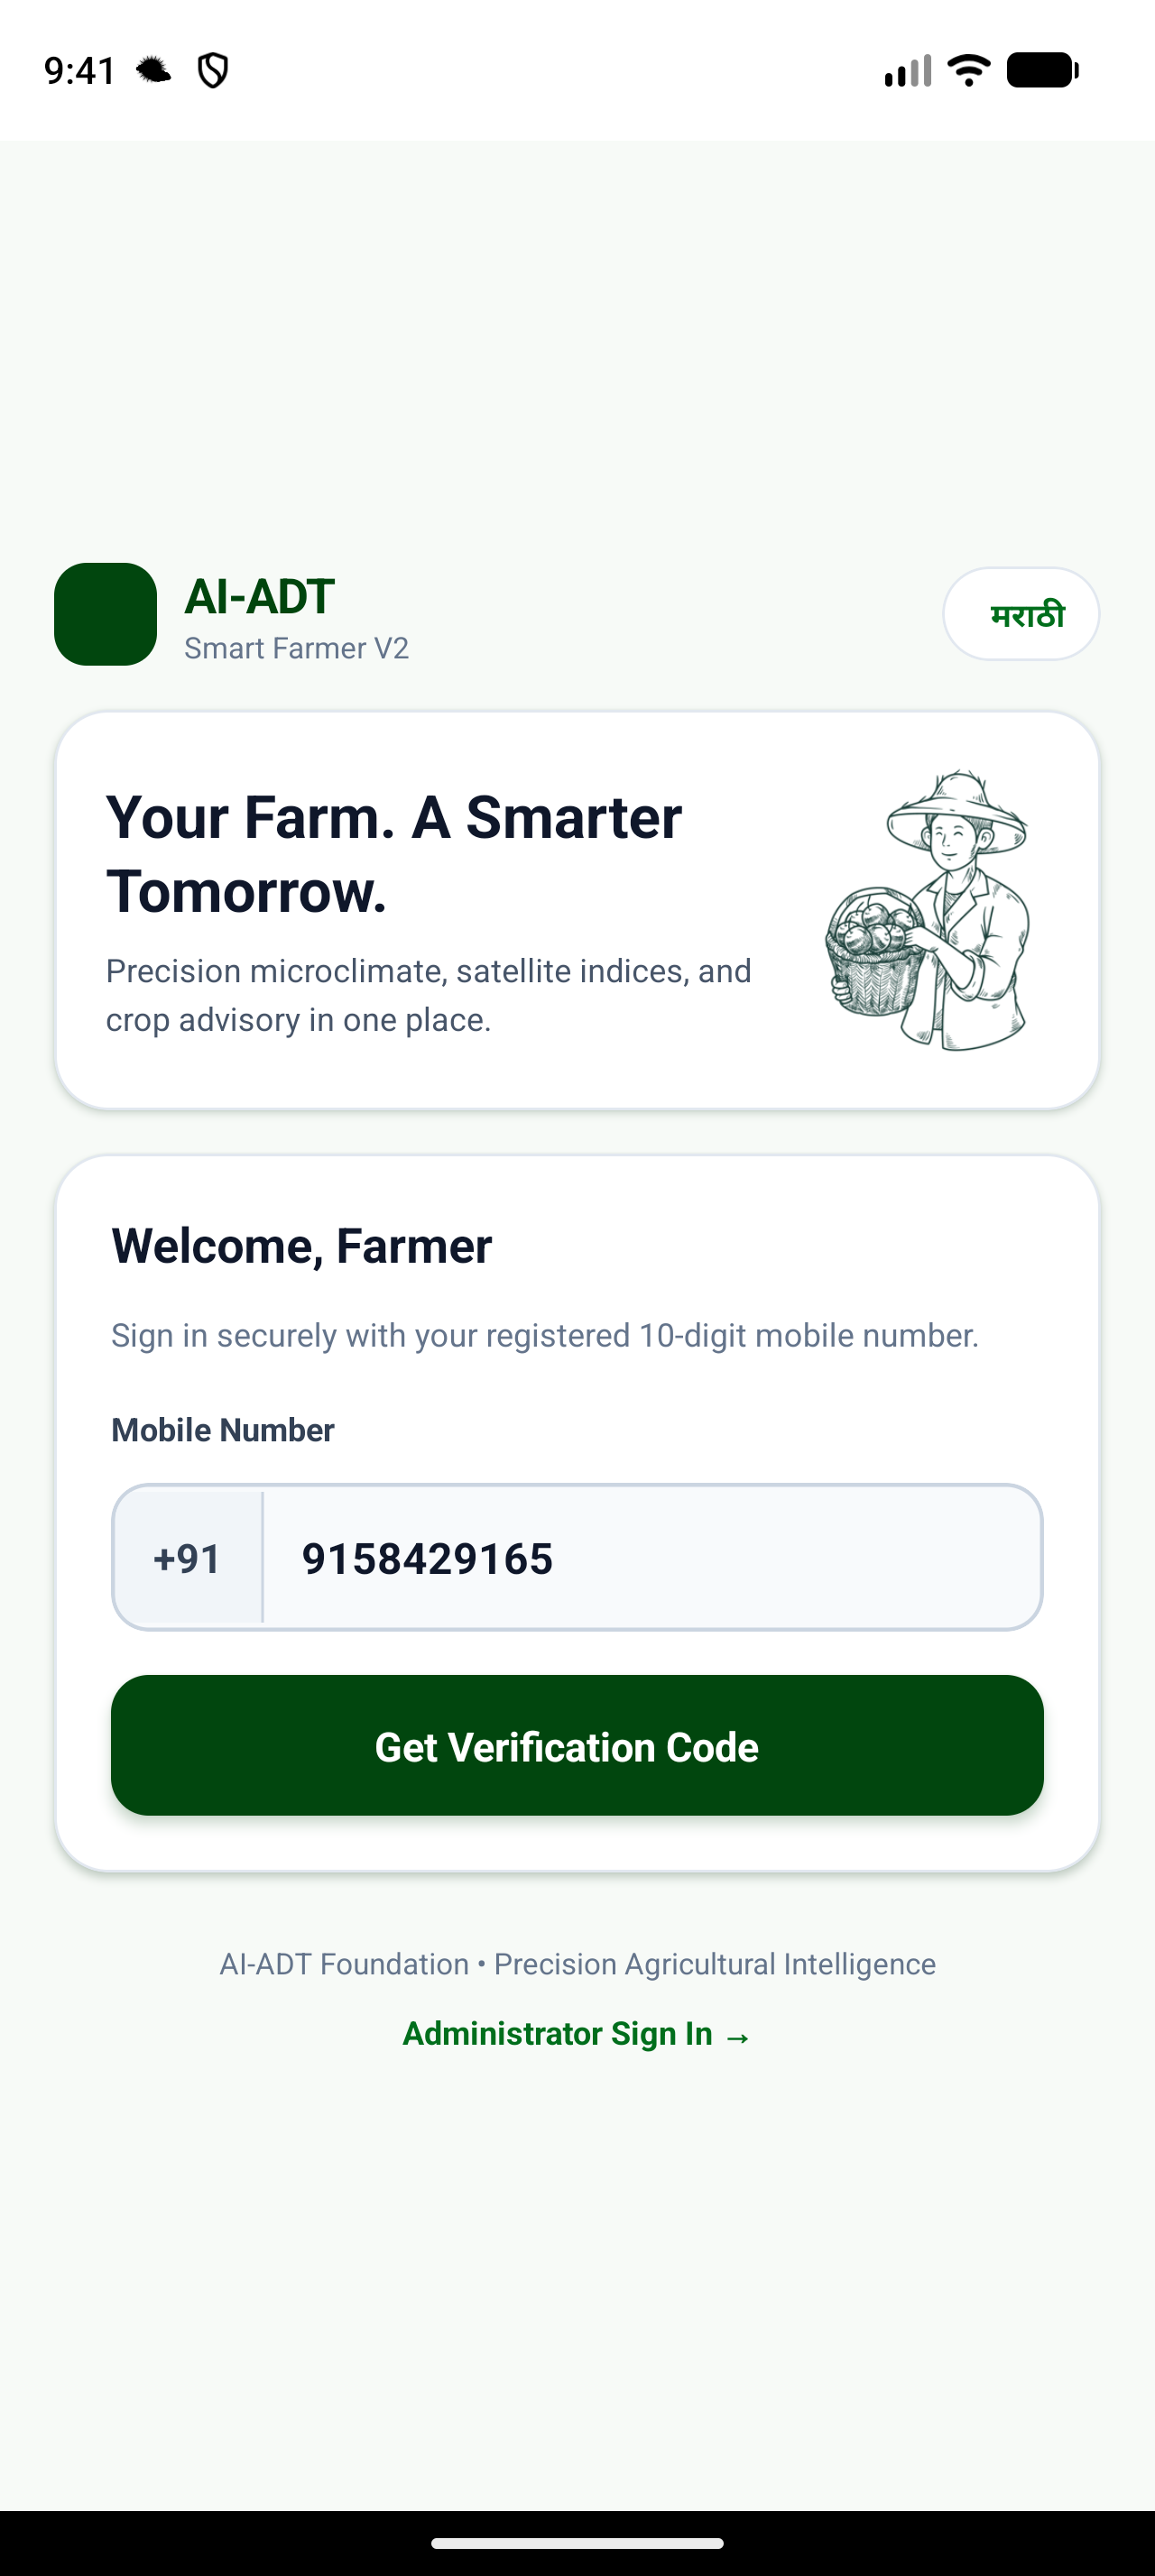 9:41
AI-ADT
Smart Farmer V2
मराठी
Your Farm. A Smarter
Tomorrow.
Precision microclimate, satellite indices, and
crop advisory in one place.
Welcome, Farmer
Sign in securely with your registered 10-digit mobile number.
Mobile Number
+91 9158429165
Get Verification Code
AI-ADT Foundation • Precision Agricultural Intelligence
Administrator Sign In →